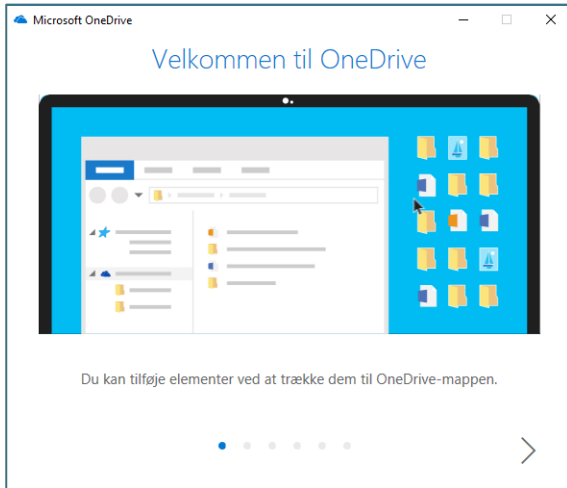 Microsoft OneDrive
Velkommen til OneDrive
Du kan tilføje elementer ved at trække dem til OneDrive-mappen.